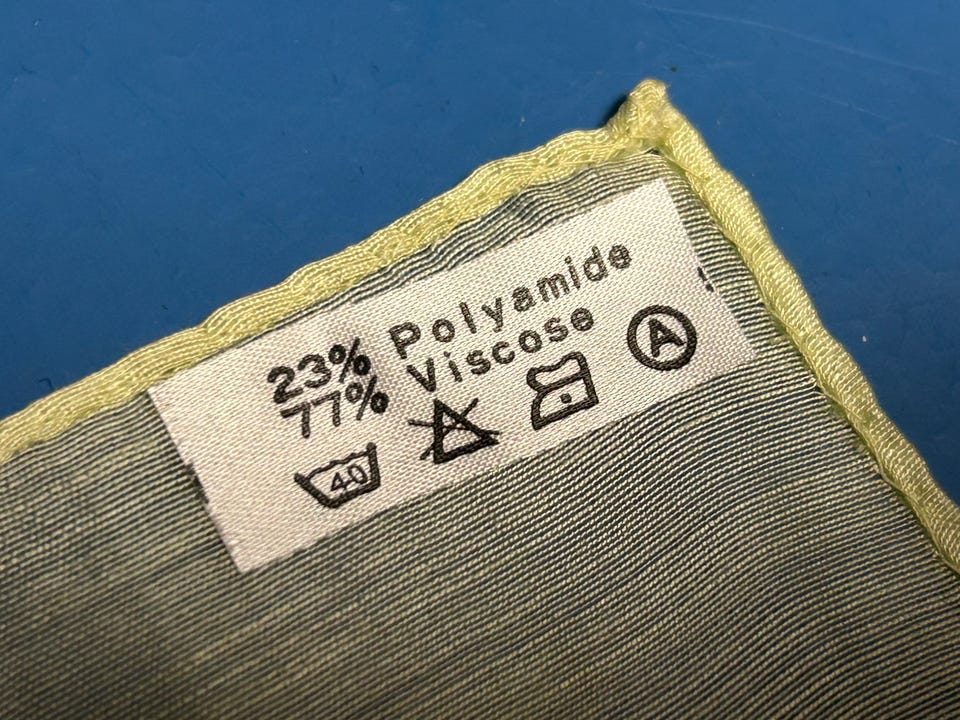 23% Polyamide
77% Viscose
40 A